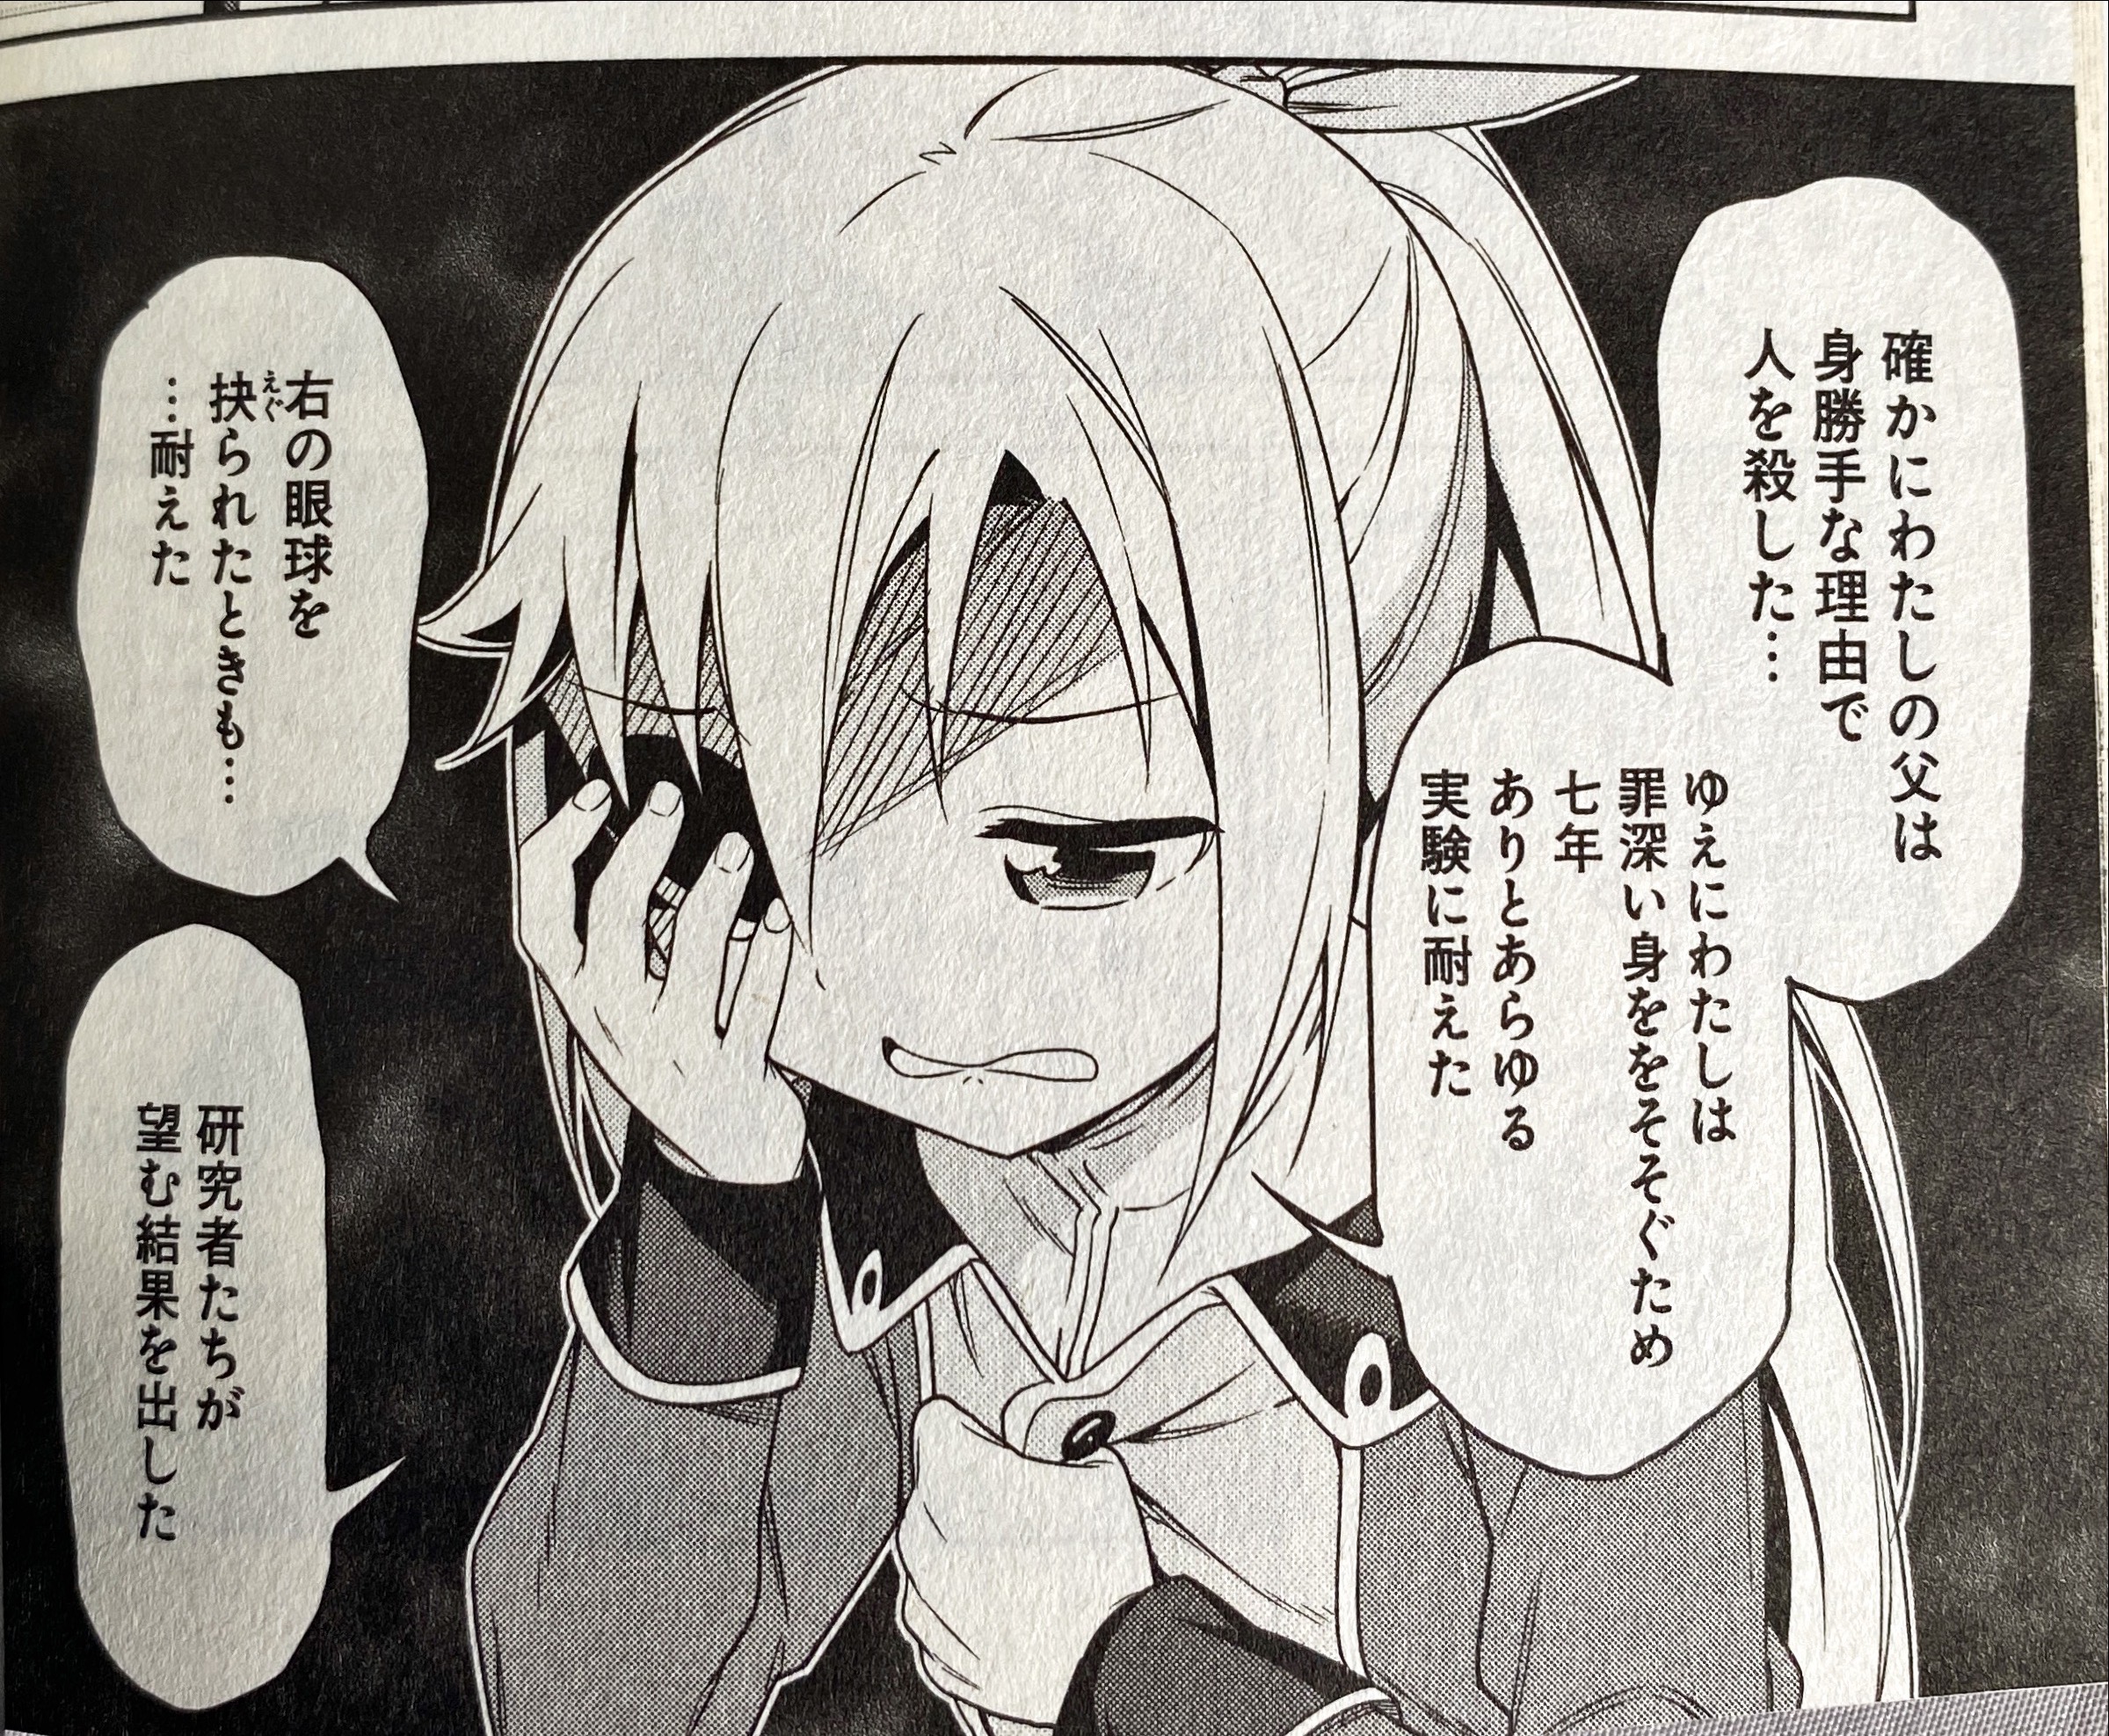 確かにわたしの父は
身勝手な理由で
人を殺した…
ゆえにわたしは
罪深い身ををそそぐため
七年
ありとあらゆる
実験に耐えた
右の眼球を
抉られたときも…
えぐ
…耐えた
研究者たちが
望む結果を出した